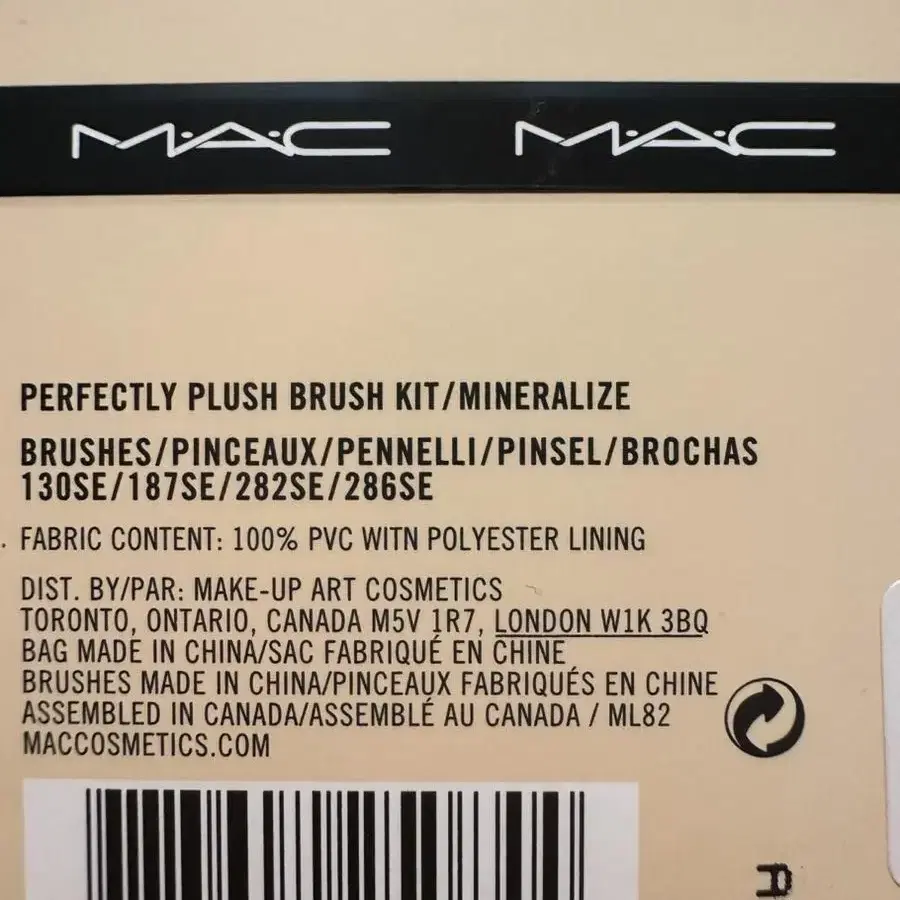 M·A·C M·A·C
PERFECTLY PLUSH BRUSH KIT/MINERALIZE
BRUSHES/PINCEAUX/PENNELLI/PINSEL/BROCHAS
130SE/187SE/282SE/286SE
FABRIC CONTENT: 100% PVC WITN POLYESTER LINING
DIST. BY/PAR: MAKE-UP ART COSMETICS
TORONTO, ONTARIO, CANADA M5V 1R7, LONDON W1K 3BQ
BAG MADE IN CHINA/SAC FABRIQUÉ EN CHINE
BRUSHES MADE IN CHINA/PINCEAUX FABRIQUÉS EN CHINE
ASSEMBLED IN CANADA/ASSEMBLÉ AU CANADA / ML82
MACCOSMETICS.COM